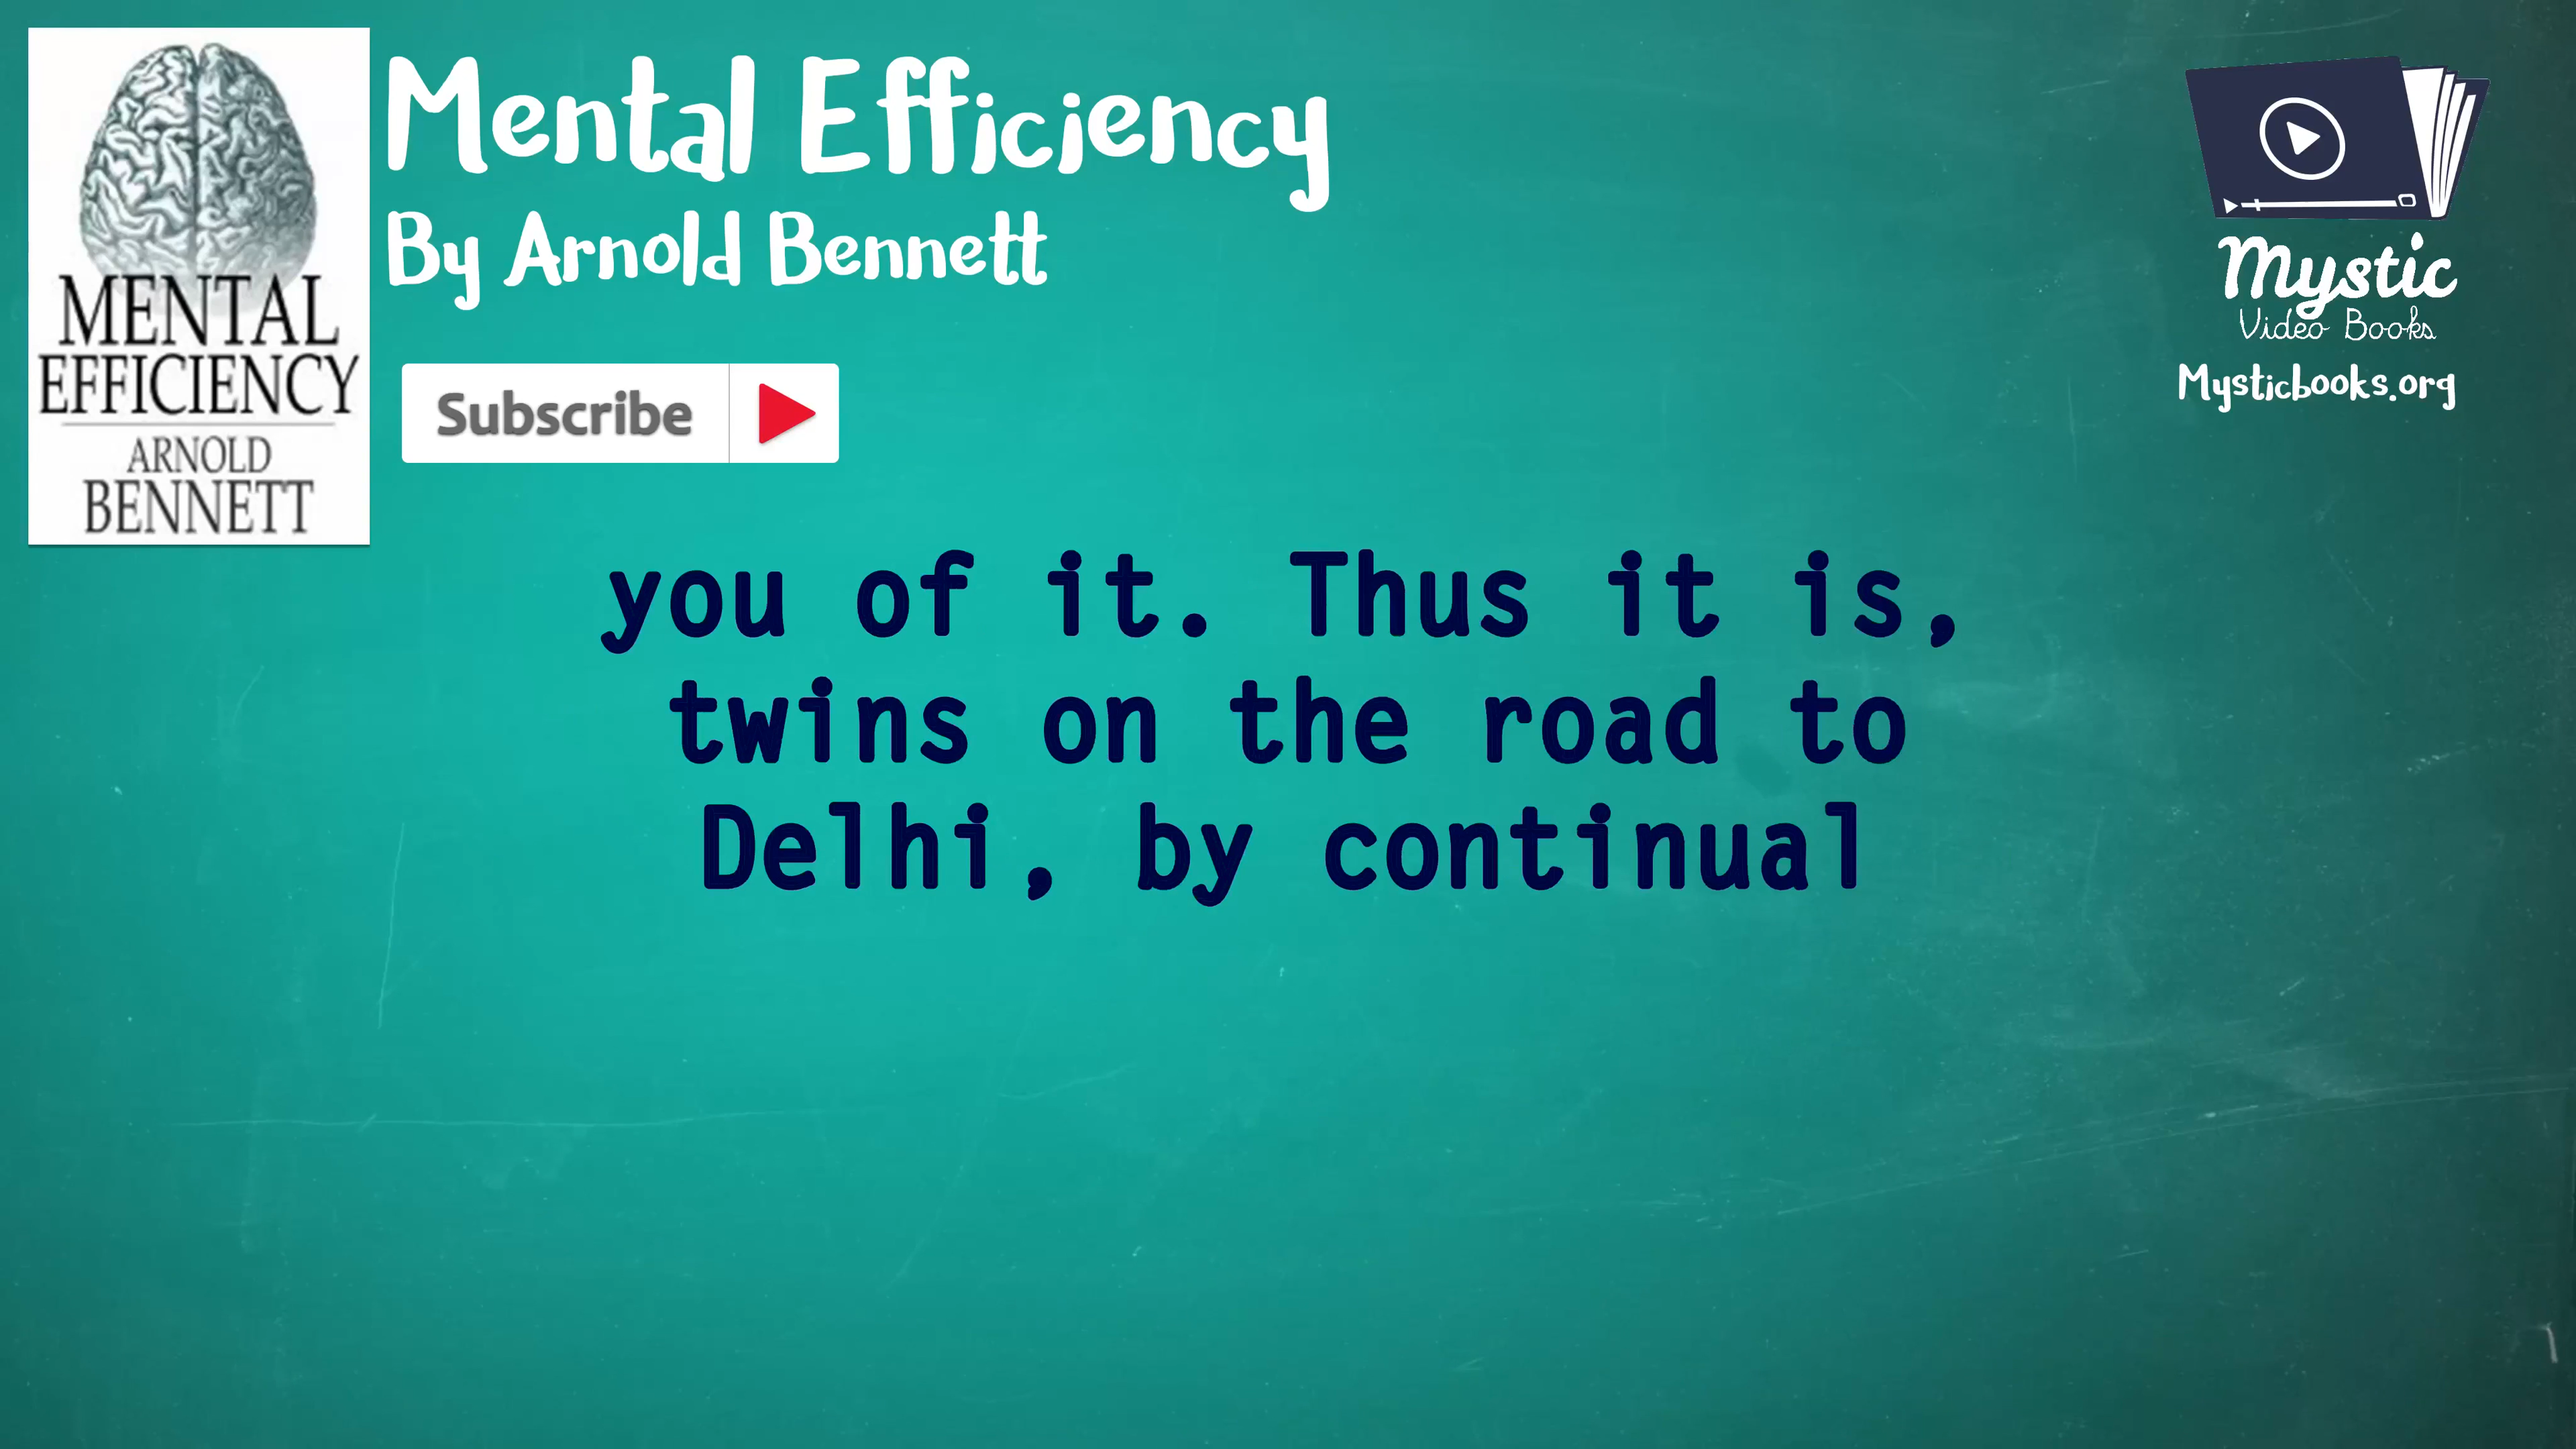 MENTAL
EFFICIENCY
ARNOLD
BENNETT
Mental Efficiency
By Arnold Bennett
Subscribe
Mystic
Video Books
Mysticbooks.org
you of it. Thus it is,
twins on the road to
Delhi, by continual